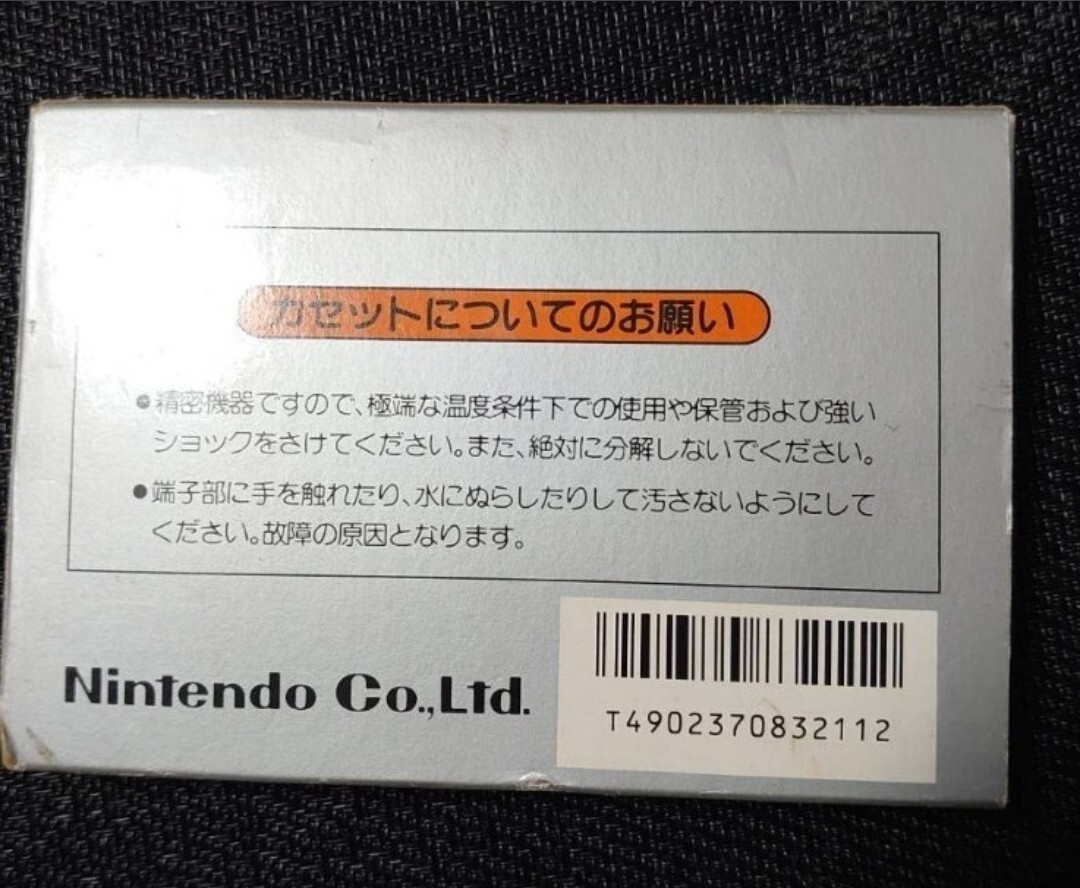 カセットについてのお願い
●精密機器ですので、極端な温度条件下での使用や保管および強い
ショックをさけてください。また、絶対に分解しないでください。
●端子部に手を触れたり、水にぬらしたりして汚さないようにして
ください。故障の原因となります。
Nintendo Co.,Ltd.
T4902370832112